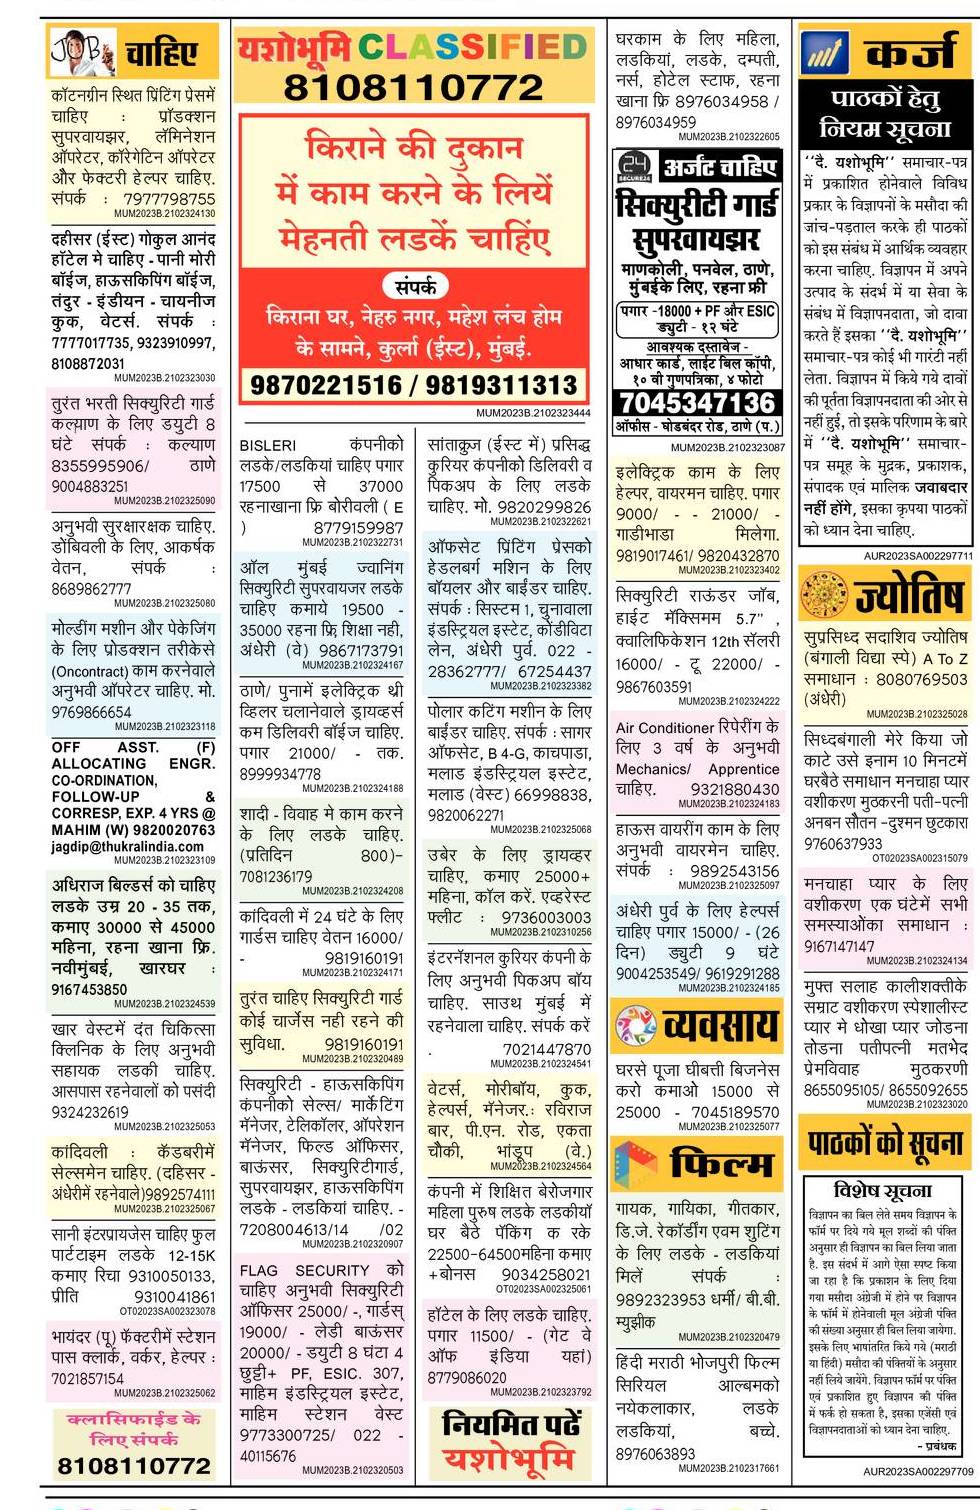 JOB चाहिए
कॉटनग्रीन स्थित प्रिंटिंग प्रेसमें
चाहिए : प्रॉडक्शन
सुपरवायझर, लॅमिनेशन
ऑपरेटर, कॉरेगेटिन ऑपरेटर
और फेक्टरी हेल्पर चाहिए.
संपर्क : 7977798755
MUM2023B.2102324130
दहीसर (ईस्ट) गोकुल आनंद
हॉटेल मे चाहिए - पानी मोरी
बॉईज, हाऊसकिपिंग बॉईज,
तंदुर - इंडीयन - चायनीज
कुक, वेटर्स. संपर्क :
7777017735, 9323910997,
8108872031
MUM2023B.2102323030
तुरंत भरती सिक्युरिटी गार्ड
कल्याण के लिए डयुटी 8
घंटे संपर्क : कल्याण
8355995906/ ठाणे
9004883251
MUM2023B.2102325090
अनुभवी सुरक्षारक्षक चाहिए.
डोंबिवली के लिए, आकर्षक
वेतन, संपर्क :
8689862777
MUM2023B.2102325080
मोल्डींग मशीन और पेकेजिंग
के लिए प्रोडक्शन तरीकेसे
(Oncontract) काम करनेवाले
अनुभवी ऑपरेटर चाहिए. मो.
9769866654
MUM2023B.2102323118
OFF ASST. (F)
ALLOCATING ENGR.
CO-ORDINATION,
FOLLOW-UP &
CORRESP, EXP. 4 YRS @
MAHIM (W) 9820020763
jagdip@thukralindia.com
MUM2023B.2102323109
अधिराज बिल्डर्स को चाहिए
लडके उम्र 20 - 35 तक,
कमाए 30000 से 45000
महिना, रहना खाना फ्रि.
नवीमुंबई, खारघर :
9167453850
MUM2023B.2102324539
खार वेस्टमें दंत चिकित्सा
क्लिनिक के लिए अनुभवी
सहायक लडकी चाहिए.
आसपास रहनेवालों को पसंदी
9324232619
MUM2023B.2102325053
कांदिवली : कॅडबरीमें
सेल्समेन चाहिए. (दहिसर -
अंधेरीमें रहनेवाले)9892574111
MUM2023B.2102325067
सानी इंटरप्रायजेस चाहिए फुल
पार्टटाइम लडके 12-15K
कमाए रिचा 9310050133,
प्रीति 9310041861
OT02023SA002323078
भायंदर (पू) फॅक्टरीमें स्टेशन
पास क्लार्क, वर्कर, हेल्पर :
7021857154
MUM2023B.2102325062
क्लासिफाईड के
लिए संपर्क
8108110772
यशोभूमि CLASSIFIED
8108110772
किराने की दुकान
में काम करने के लियें
मेहनती लडकें चाहिंए
संपर्क
किराना घर, नेहरु नगर, महेश लंच होम
के सामने, कुर्ला (ईस्ट), मुंबई.
9870221516 / 9819311313
MUM2023B.2102323444
BISLERI कंपनीको
लडके/लडकियां चाहिए पगार
17500 से 37000
रहनाखाना फ्रि बोरीवली ( E
) 8779159987
MUM2023B.2102322731
ऑल मुंबई ज्वानिंग
सिक्युरिटी सुपरवायजर लडके
चाहिए कमाये 19500 -
35000 रहना फ्रि, शिक्षा नही,
अंधेरी (वे) 9867173791
MUM2023B.2102324167
ठाणे/ पुनामें इलेक्ट्रिक थ्री
व्हिलर चलानेवाले ड्रायव्हर्स
कम डिलिवरी बॉईज चाहिए.
पगार 21000/ - तक.
8999934778
MUM2023B.2102324188
शादी - विवाह मे काम करने
के लिए लडके चाहिए.
(प्रतिदिन 800)-
7081236179
MUM2023B.2102324208
कांदिवली में 24 घंटे के लिए
गार्डस चाहिए वेतन 16000/
- 9819160191
MUM2023B.2102324171
तुरंत चाहिए सिक्युरिटी गार्ड
कोई चार्जेस नही रहने की
सुविधा. 9819160191
MUM2023B.2102320489
सिक्युरिटी - हाऊसकिपिंग
कंपनीको सेल्स/ मार्केटिंग
मॅनेजर, टेलिकॉलर, ऑपरेशन
मॅनेजर, फिल्ड ऑफिसर,
बाऊंसर, सिक्युरिटीगार्ड,
सुपरवायझर, हाऊसकिपिंग
लडके - लडकियां चाहिए. -
7208004613/14 /02
MUM2023B.2102320907
FLAG SECURITY को
चाहिए अनुभवी सिक्युरिटी
ऑफिसर 25000/ -, गार्डस्
19000/ - लेडी बाऊंसर
20000/ - डयुटी 8 घंटा 4
छुट्टी+ PF, ESIC. 307,
माहिम इंडस्ट्रियल इस्टेट,
माहिम स्टेशन वेस्ट
9773300725/ 022 -
40115676
MUM2023B.2102320503
सांताक्रुज (ईस्ट में) प्रसिद्ध
कुरियर कंपनीको डिलिवरी व
पिकअप के लिए लडके
चाहिए. मो. 9820299826
MUM2023B.2102322621
ऑफसेट प्रिंटिंग प्रेसको
हेडलबर्ग मशिन के लिए
बॉयलर और बाईंडर चाहिए.
संपर्क : सिस्टम 1, चुनावाला
इंडस्ट्रियल इस्टेट, कोंडीविटा
लेन, अंधेरी पुर्व. 022 -
28362777/ 67254437
MUM2023B.2102323382
पोलार कटिंग मशीन के लिए
बाईंडर चाहिए. संपर्क : सागर
ऑफसेट, B 4-G, काचपाडा,
मलाड इंडस्ट्रियल इस्टेट,
मलाड (वेस्ट) 66998838,
9820062271
MUM2023B.2102325068
उबेर के लिए ड्रायव्हर
चाहिए, कमाए 25000+
महिना, कॉल करें. एव्हरेस्ट
फ्लीट : 9736003003
MUM2023B.2102310256
इंटरनॅशनल कुरियर कंपनी के
लिए अनुभवी पिकअप बॉय
चाहिए. साउथ मुंबई में
रहनेवाला चाहिए. संपर्क करें
. 7021447870
MUM2023B.2102324541
वेटर्स, मोरीबॉय, कुक,
हेल्पर्स, मॅनेजर.: रविराज
बार, पी.एन. रोड, एकता
चौकी, भांडूप (वे.)
MUM2023B.2102324564
कंपनी में शिक्षित बेरोजगार
महिला पुरुष लडके लडकीयाँ
घर बैठे पॅकिंग क रके
22500-64500महिना कमाए
+बोनस 9034258021
OT02023SA002325061
हॉटेल के लिए लडके चाहिए.
पगार 11500/ - (गेट वे
ऑफ इंडिया यहां)
8779086020
MUM2023B.2102323792
नियमित पढें
यशोभूमि
घरकाम के लिए महिला,
लडकियां, लडके, दम्पती,
नर्स, होटेल स्टाफ, रहना
खाना फ्रि 8976034958 /
8976034959
MUM2023B.2102322605
24 SECURE24 अर्जंट चाहिए
सिक्युरीटी गार्ड
सुपरवायझर
माणकोली, पनवेल, ठाणे,
मुंबईके लिए, रहना फ्री
पगार -18000 + PF और ESIC
ड्युटी - १२ घंटे
आवश्यक दस्तावेज -
आधार कार्ड, लाईट बिल कॉपी,
१० वी गुणपत्रिका, ४ फोटो
7045347136
ऑफीस - घोडबंदर रोड, ठाणे (प.)
MUM2023B.2102323087
इलेक्ट्रिक काम के लिए
हेल्पर, वायरमन चाहिए. पगार
9000/ - - 21000/ -
गाडीभाडा मिलेगा.
9819017461/ 9820432870
MUM2023B.2102323402
सिक्युरिटी राऊंडर जॉब,
हाईट मॅक्सिमम 5.7" ,
क्वालिफिकेशन 12th सॅलरी
16000/ - टू 22000/ -
9867603591
MUM2023B.2102324222
Air Conditioner रिपेरींग के
लिए 3 वर्ष के अनुभवी
Mechanics/ Apprentice
चाहिए. 9321880430
MUM2023B.2102324183
हाऊस वायरींग काम के लिए
अनुभवी वायरमेन चाहिए.
संपर्क : 9892543156
MUM2023B.2102325097
अंधेरी पुर्व के लिए हेल्पर्स
चाहिए पगार 15000/ - (26
दिन) ड्युटी 9 घंटे
9004253549/ 9619291288
MUM2023B.2102324185
व्यवसाय
घरसे पूजा घीबत्ती बिजनेस
करो कमाओ 15000 से
25000 - 7045189570
MUM2023B.2102325077
फिल्म
गायक, गायिका, गीतकार,
डि.जे. रेकॉर्डींग एवम शुटिंग
के लिए लडके - लडकियां
मिलें संपर्क :
9892323953 धर्मी/ बी.बी.
म्युझीक
MUM2023B.2102320479
हिंदी मराठी भोजपुरी फिल्म
सिरियल आल्बमको
नयेकलाकार, लडके
लडकियां, बच्चे.
8976063893
MUM2023B.2102317661
कर्ज
पाठकों हेतु
नियम सूचना
"दै. यशोभूमि" समाचार-पत्र
में प्रकाशित होनेवाले विविध
प्रकार के विज्ञापनों के मसौदा की
जांच-पड़ताल करके ही पाठकों
को इस संबंध में आर्थिक व्यवहार
करना चाहिए. विज्ञापन में अपने
उत्पाद के संदर्भ में या सेवा के
संबंध में विज्ञापनदाता, जो दावा
करते हैं इसका "दै. यशोभूमि"
समाचार-पत्र कोई भी गारंटी नहीं
लेता. विज्ञापन में किये गये दावों
की पूर्तता विज्ञापनदाता की ओर से
नहीं हुई, तो इसके परिणाम के बारे
में "दै. यशोभूमि" समाचार-
पत्र समूह के मुद्रक, प्रकाशक,
संपादक एवं मालिक जवाबदार
नहीं होंगे, इसका कृपया पाठकों
को ध्यान देना चाहिए.
AUR2023SA002297711
ज्योतिष
सुप्रसिध्द सदाशिव ज्योतिष
(बंगाली विद्या स्पे) A To Z
समाधान : 8080769503
(अंधेरी)
MUM2023B.2102325028
सिध्दबंगाली मेरे किया जो
काटे उसे इनाम 10 मिनटमें
घरबैठे समाधान मनचाहा प्यार
वशीकरण मुठकरनी पती-पत्नी
अनबन सौतन -दुश्मन छुटकारा
9760637933
OT02023SA002315079
मनचाहा प्यार के लिए
वशीकरण एक घंटेमें सभी
समस्याओंका समाधान :
9167147147
MUM2023B.2102324134
मुफ्त सलाह कालीशक्तीके
सम्राट वशीकरण स्पेशालीस्ट
प्यार मे धोखा प्यार जोडना
तोडना पतीपत्नी मतभेद
प्रेमविवाह मुठकरणी
8655095105/ 8655092655
MUM2023B.2102323020
पाठकों को सूचना
विशेष सूचना
विज्ञापन का बिल लेते समय विज्ञापन के
फॉर्म पर दिये गये मूल शब्दों की पंक्ति
अनुसार ही विज्ञापन का बिल लिया जाता
है. इस संदर्भ में आगे ऐसा स्पष्ट किया
जा रहा है कि प्रकाशन के लिए दिया
गया मसौदा अंग्रेजी में होने पर विज्ञापन
के फॉर्म में होनेवाली मूल अंग्रेजी पंक्ति
की संख्या अनुसार ही बिल लिया जायेगा.
इसके लिए भाषांतरित किये गये (मराठी
या हिंदी) मसौदा की पंक्तियों के अनुसार
नहीं लिये जायेंगे. विज्ञापन फॉर्म पर पंक्ति
एवं प्रकाशित हुए विज्ञापन की पंक्ति
में फर्क हो सकता है, इसका एजेंसी एवं
विज्ञापनदाताओं को ध्यान देना चाहिए.
- प्रबंधक
AUR2023SA002297709